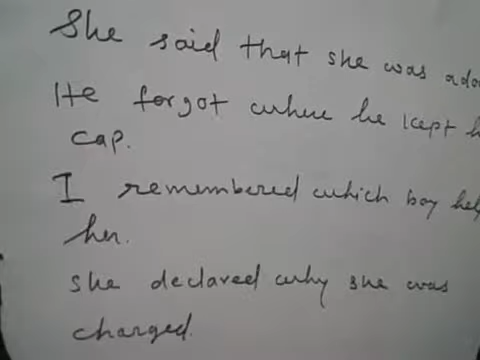 She said that she was
He forgot where he kept
cap.
I remembered which boy
her.
she declared why she was
changed.